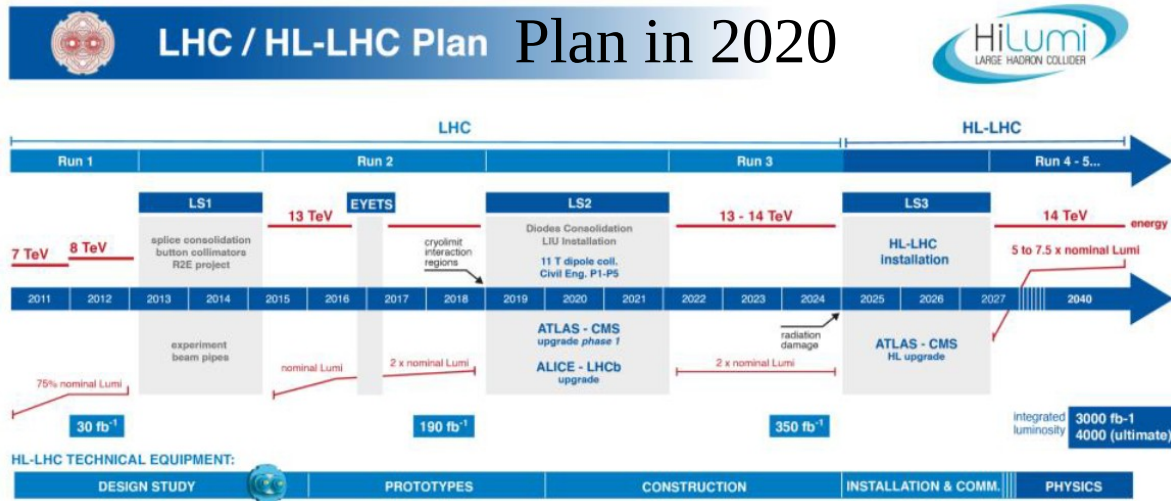 LHC / HL-LHC Plan Plan in 2020
HiLumi
LARGE HADRON COLLIDER
LHC HL-LHC
Run 1 Run 2 Run 3 Run 4 - 5...
LS1 EYETS LS2 LS3
13 TeV 13 - 14 TeV 14 TeV energy
7 TeV 8 TeV
splice consolidation
button collimators
R2E project
cryolimit
interaction
regions
Diodes Consolidation
LIU Installation
11 T dipole coll.
Civil Eng. P1-P5
HL-LHC
installation
5 to 7.5 x nominal Lumi
2011 2012 2013 2014 2015 2016 2017 2018 2019 2020 2021 2022 2023 2024 2025 2026 2027 2040
experiment
beam pipes
75% nominal Lumi
nominal Lumi
2 x nominal Lumi
ATLAS - CMS
upgrade phase 1
ALICE - LHCb
upgrade
2 x nominal Lumi
radiation
damage
ATLAS - CMS
HL upgrade
30 fb-1 190 fb-1 350 fb-1
integrated
luminosity
3000 fb-1
4000 (ultimate)
HL-LHC TECHNICAL EQUIPMENT:
DESIGN STUDY PROTOTYPES CONSTRUCTION INSTALLATION & COMM. PHYSICS